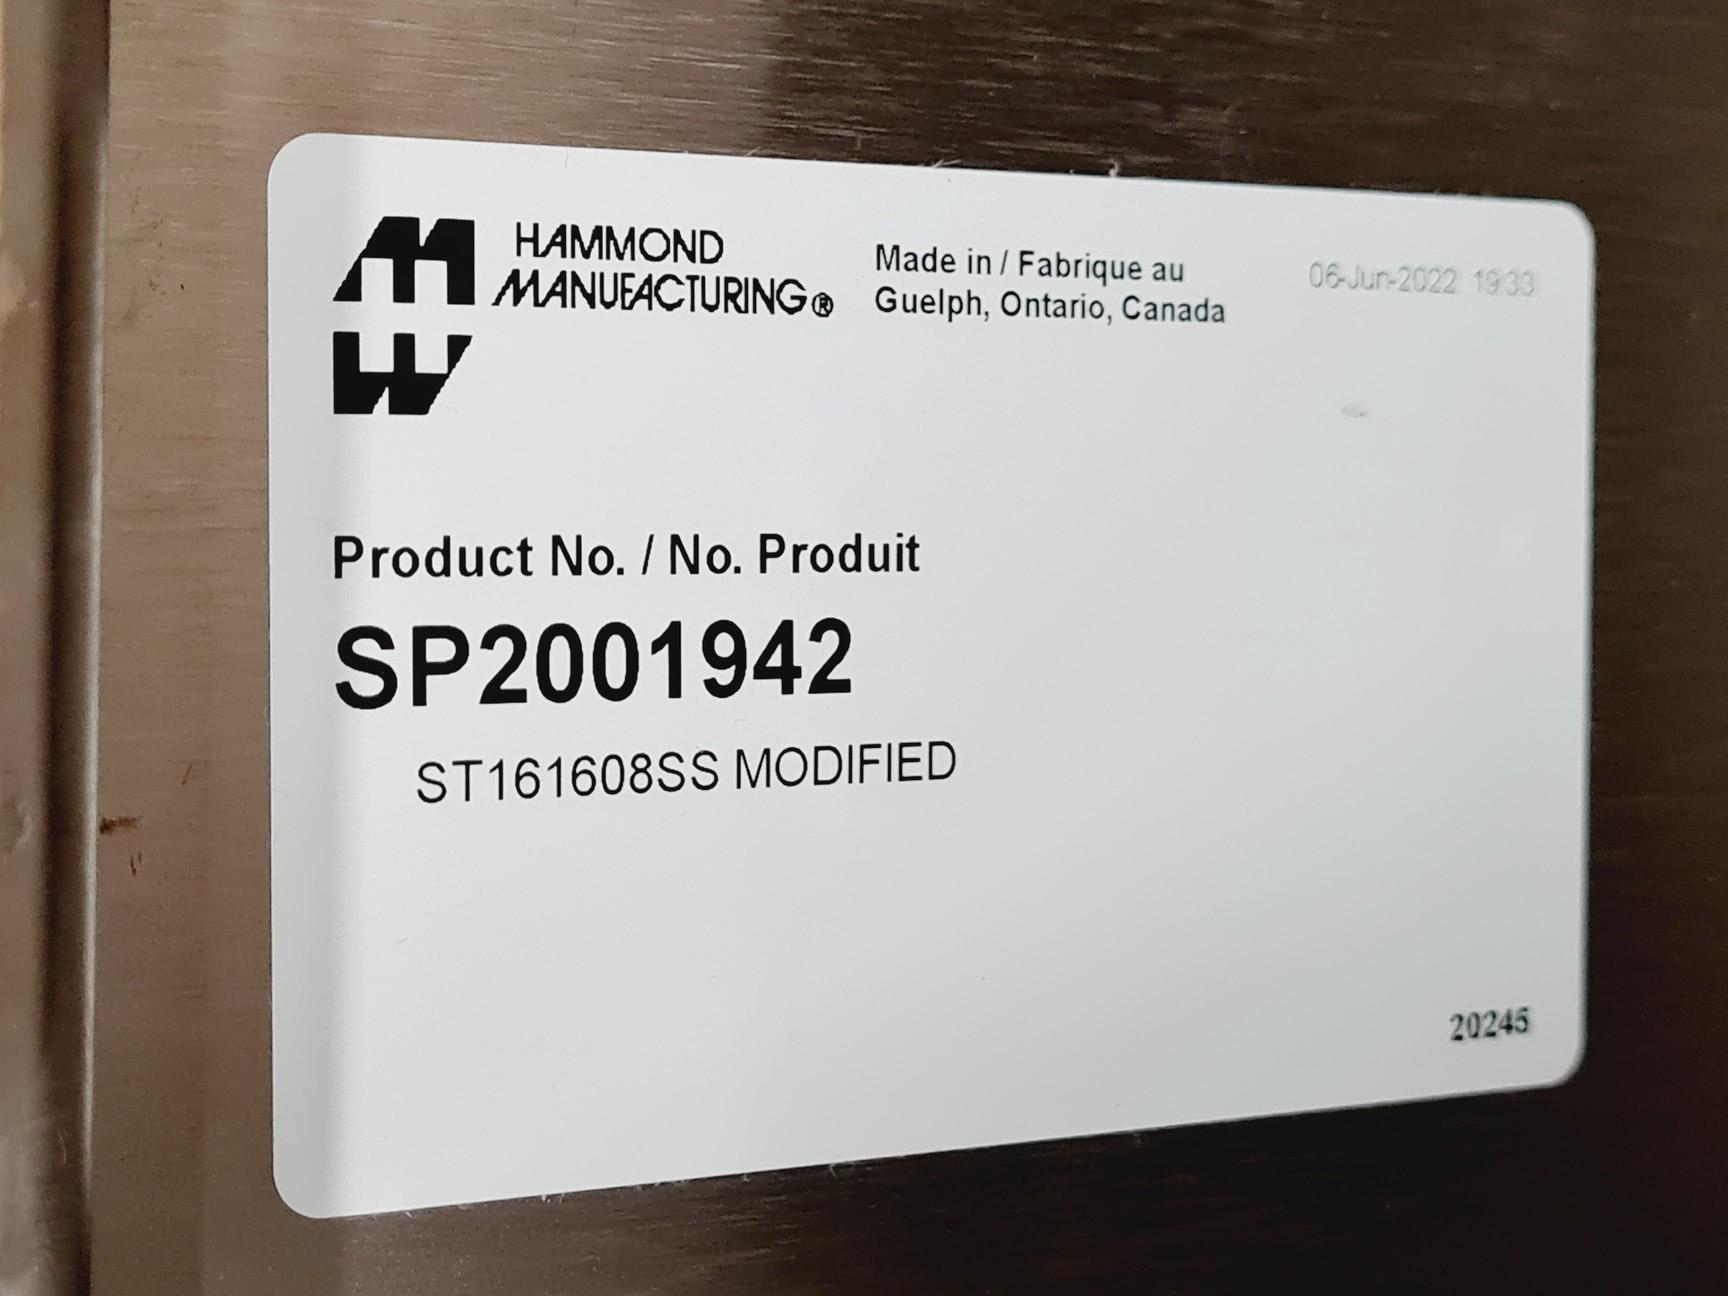 HAMMOND
MANUFACTURING®
Made in / Fabrique au
Guelph, Ontario, Canada
06-Jun-2022 19:33
Product No. / No. Produit
SP2001942
ST161608SS MODIFIED
20245